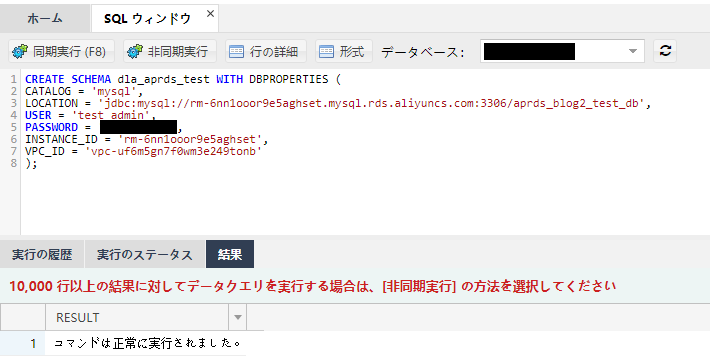 ホーム
SQL ウィンドウ ×
同期実行 (F8) 非同期実行 行の詳細 形式 データベース:
1 CREATE SCHEMA dla_aprds_test WITH DBPROPERTIES (
2 CATALOG = 'mysql',
3 LOCATION = 'jdbc:mysql://rm-6nn1ooor9e5aghset.mysql.rds.aliyuncs.com:3306/aprds_blog2_test_db',
4 USER = 'test_admin',
5 PASSWORD = ,
6 INSTANCE_ID = 'rm-6nn1ooor9e5aghset',
7 VPC_ID = 'vpc-uf6m5gn7f0wm3e249tonb'
8 );
実行の履歴 実行のステータス 結果
10,000 行以上の結果に対してデータクエリを実行する場合は、[非同期実行] の方法を選択してください
RESULT
1 コマンドは正常に実行されました。